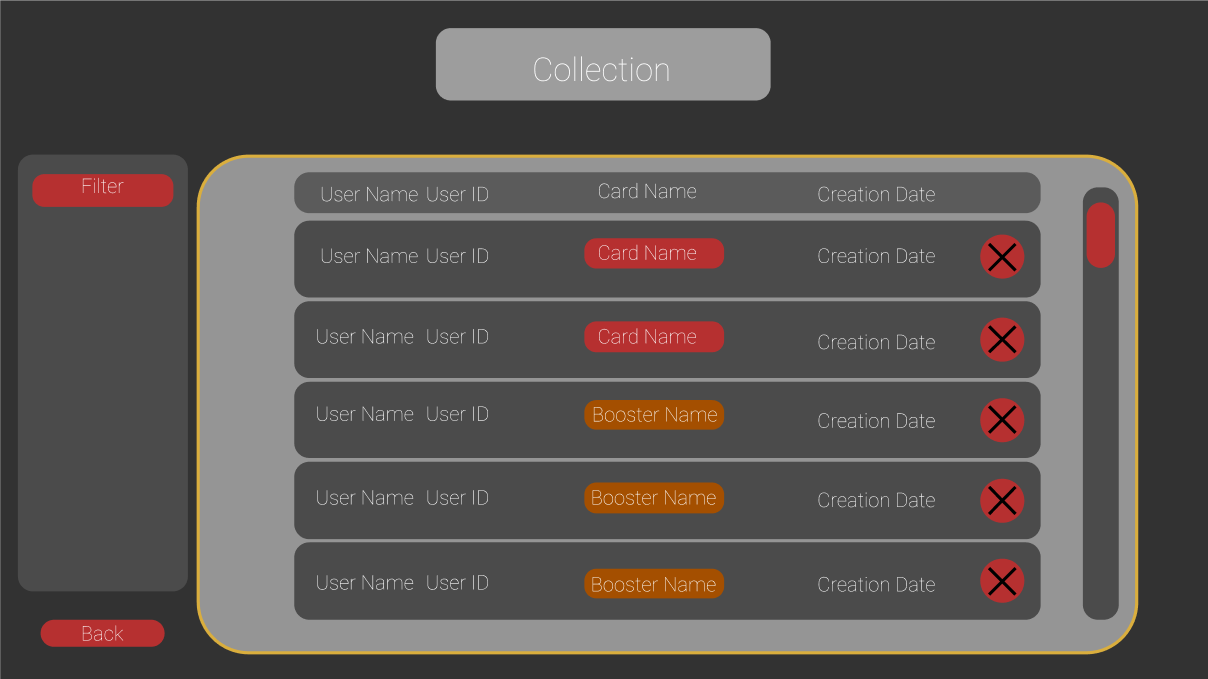 Collection
Filter
User Name User ID Card Name Creation Date
User Name User ID Card Name Creation Date
User Name User ID Card Name Creation Date
User Name User ID Booster Name Creation Date
User Name User ID Booster Name Creation Date
User Name User ID Booster Name Creation Date
Back